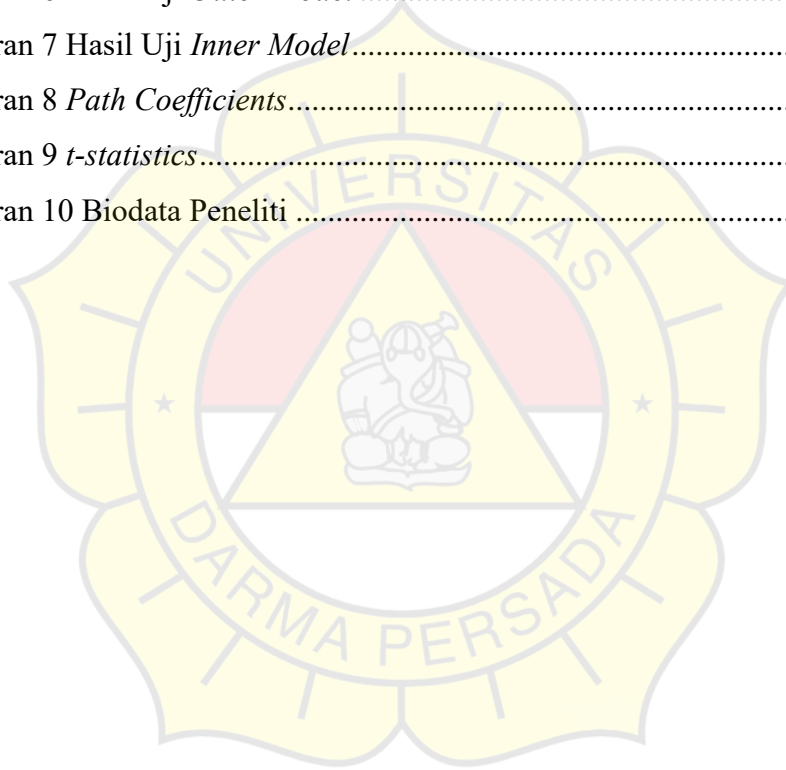 ran 7 Hasil Uji Inner Model........................................................
ran 8 Path Coefficients................................................................
ran 9 t-statistics...........................................................................
ran 10 Biodata Peneliti ..............................................................
UNIVERSITAS
DARMA PERSADA